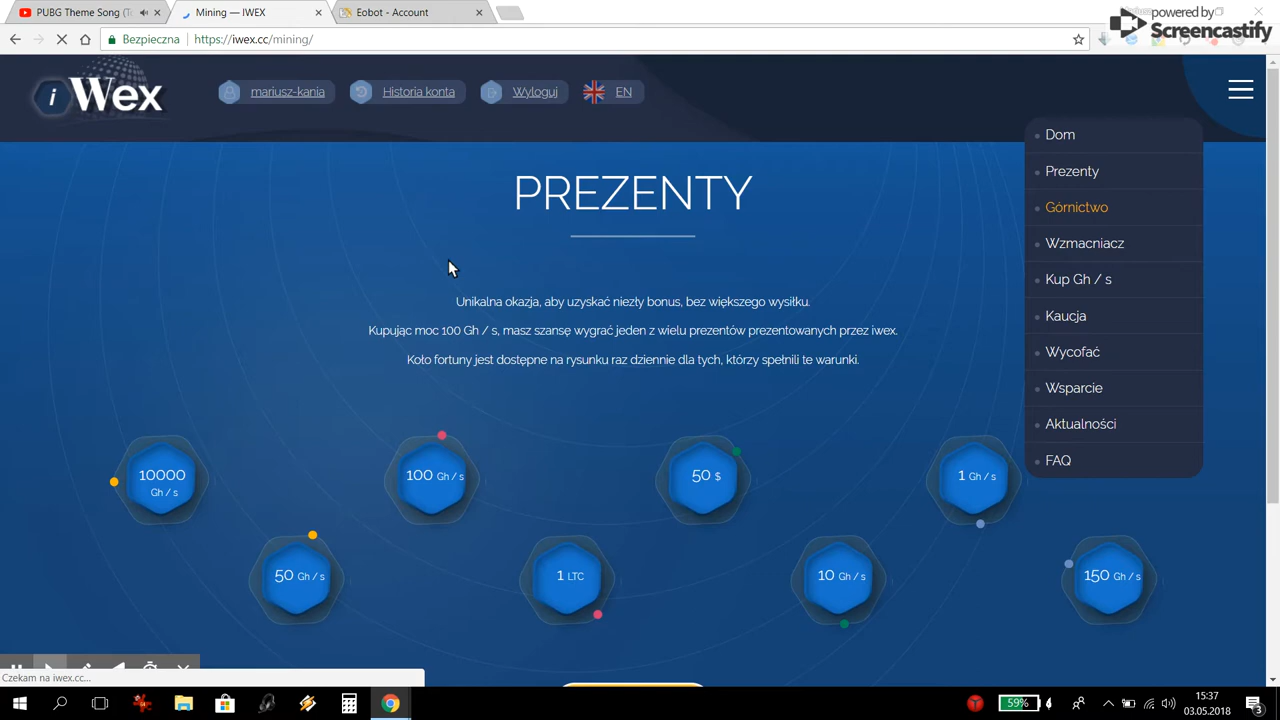 PUBG Theme Song (
Mining — IWEX
Eobot - Account
powered by
Screencastify
Bezpieczna
https://iwex.cc/mining/
i Wex
mariusz-kania
Historia konta
Wyloguj
EN
Dom
Prezenty
Górnictwo
Wzmacniacz
Kup Gh / s
Kaucja
Wycofać
Wsparcie
Aktualności
FAQ
PREZENTY
Unikalna okazja, aby uzyskać niezły bonus, bez większego wysiłku.
Kupując moc 100 Gh / s, masz szansę wygrać jeden z wielu prezentów prezentowanych przez iwex.
Koło fortuny jest dostępne na rysunku raz dziennie dla tych, którzy spełnili te warunki.
10000
Gh / s
100 Gh / s
50 $
1 Gh / s
50 Gh / s
1 LTC
10 Gh / s
150 Gh / s
Czekam na iwex.cc...
59%
15:37
03.05.2018
3